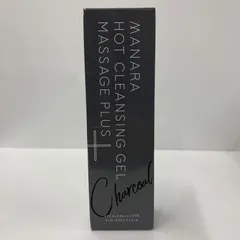 MANARA
HOT CLEANSING GEL
MASSAGE PLUS
+
Charcoal